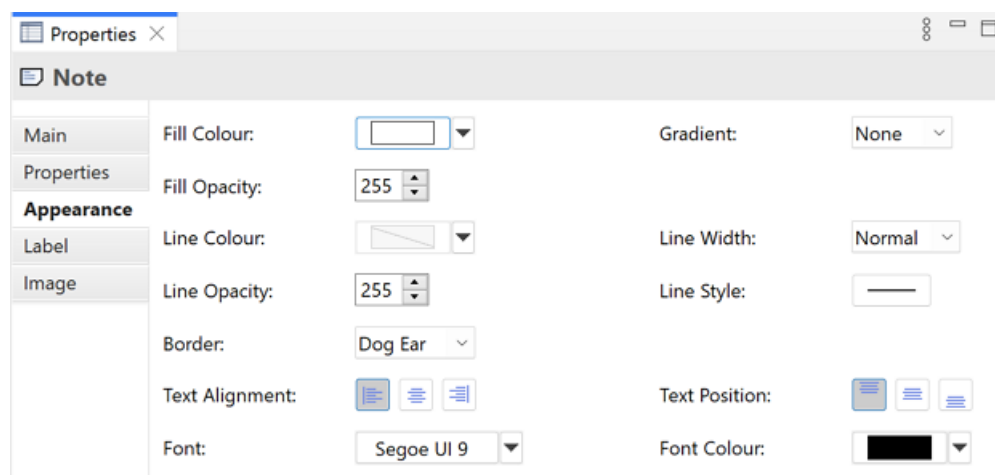 Properties
Note
Main
Properties
Appearance
Label
Image
Fill Colour:
Gradient: None
Fill Opacity: 255
Line Colour:
Line Width: Normal
Line Opacity: 255
Line Style:
Border: Dog Ear
Text Alignment:
Text Position:
Font: Segoe UI 9
Font Colour: